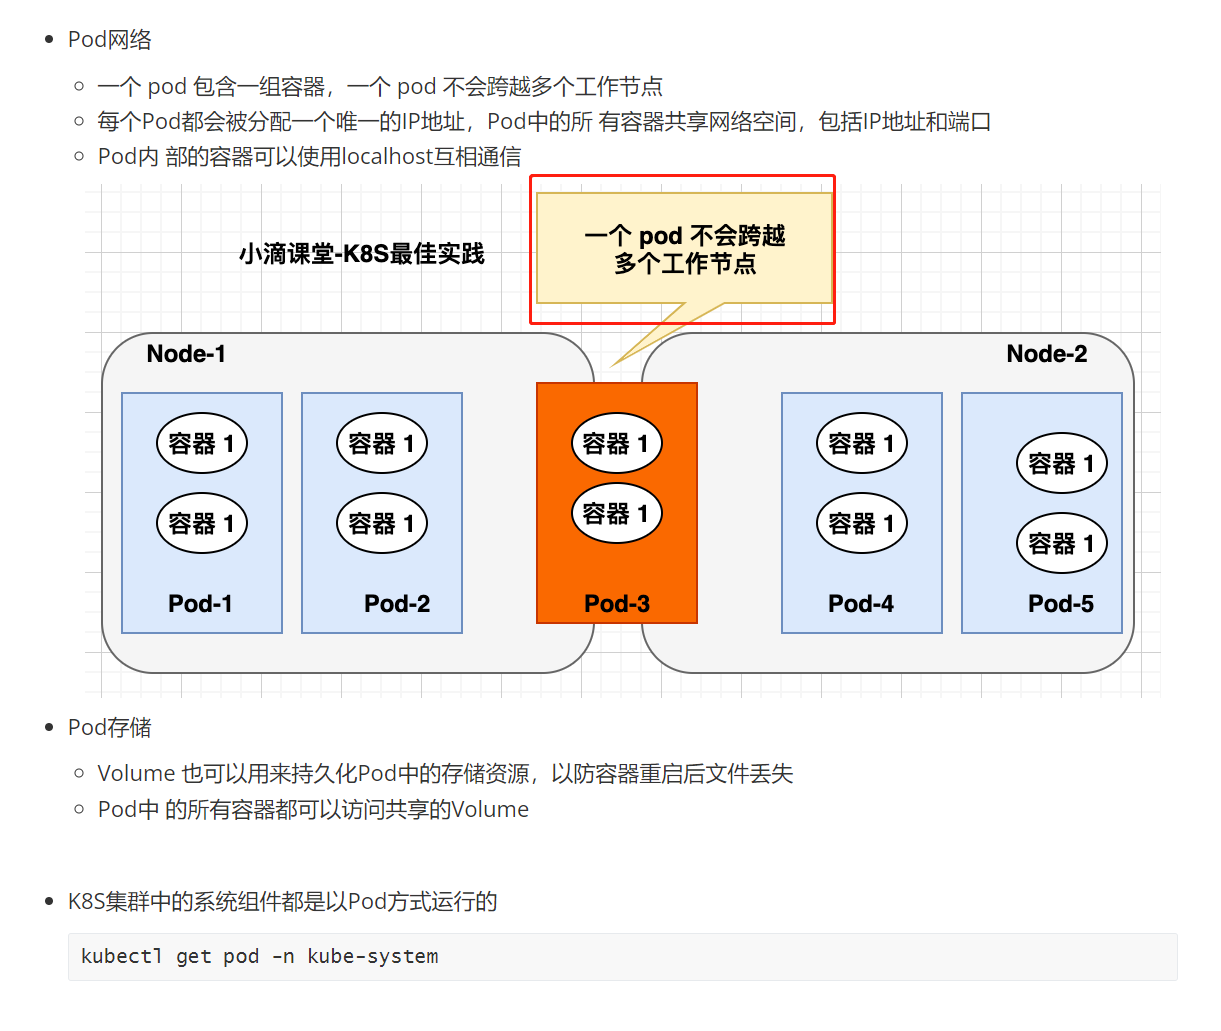 Pod网络
一个 pod 包含一组容器，一个 pod 不会跨越多个工作节点
每个Pod都会被分配一个唯一的IP地址，Pod中的所 有容器共享网络空间，包括IP地址和端口
Pod内 部的容器可以使用localhost互相通信
小滴课堂-K8S最佳实践
一个 pod 不会跨越
多个工作节点
Node-1
Node-2
容器 1
容器 1
容器 1
容器 1
容器 1
容器 1
容器 1
容器 1
容器 1
容器 1
Pod-1
Pod-2
Pod-3
Pod-4
Pod-5
Pod存储
Volume 也可以用来持久化Pod中的存储资源，以防容器重启后文件丢失
Pod中 的所有容器都可以访问共享的Volume
K8S集群中的系统组件都是以Pod方式运行的
kubectl get pod -n kube-system